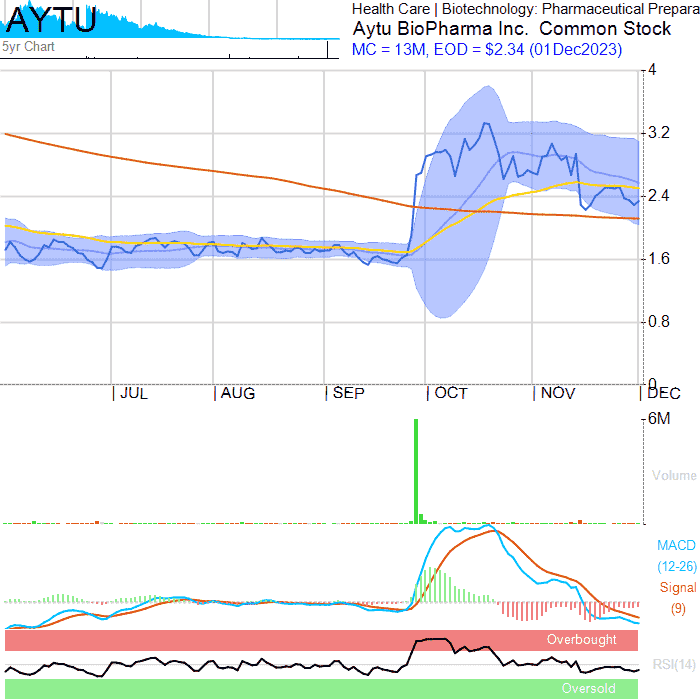 AYTU
5yr Chart
Health Care | Biotechnology: Pharmaceutical Prepara
Aytu BioPharma Inc. Common Stock
MC = 13M, EOD = $2.34 (01Dec2023)
4
3.2
2.4
1.6
0.8
0
JUL
AUG
SEP
OCT
NOV
DEC
6M
Volume
MACD
(12-26)
Signal
(9)
Overbought
RSI(14)
Oversold